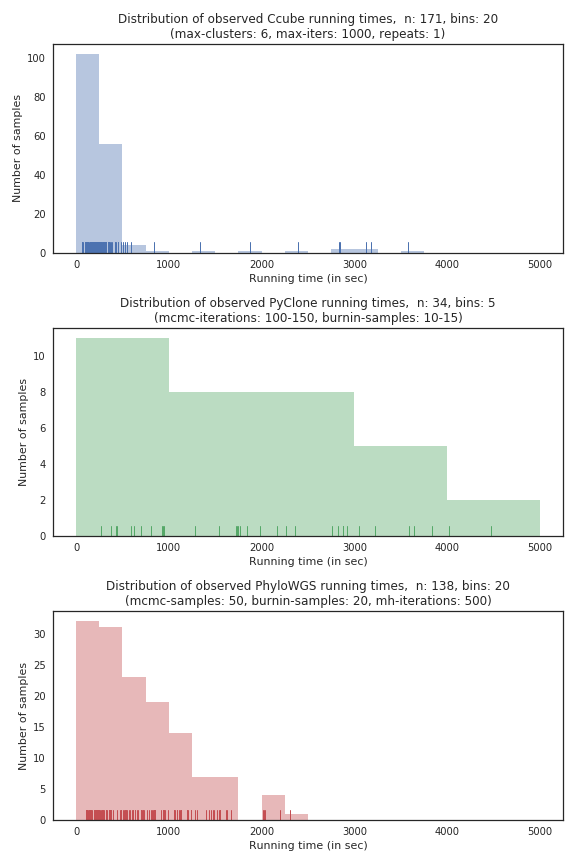 Distribution of observed Ccube running times,  n: 171, bins: 20
(max-clusters: 6, max-iters: 1000, repeats: 1)
Number of samples
100
80
60
40
20
0
0 1000 2000 3000 4000 5000
Running time (in sec)
Distribution of observed PyClone running times,  n: 34, bins: 5
(mcmc-iterations: 100-150, burnin-samples: 10-15)
Number of samples
10
8
6
4
2
0
0 1000 2000 3000 4000 5000
Running time (in sec)
Distribution of observed PhyloWGS running times,  n: 138, bins: 20
(mcmc-samples: 50, burnin-samples: 20, mh-iterations: 500)
Number of samples
30
25
20
15
10
5
0
0 1000 2000 3000 4000 5000
Running time (in sec)